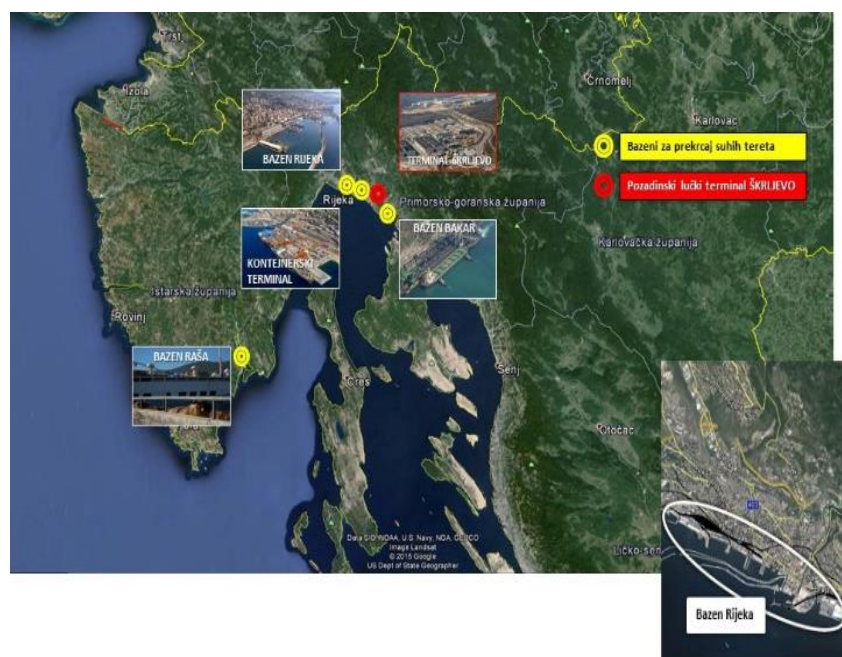 Trst
Izola
Črnomelj
Karlovac
BAZEN RIJEKA
TERMINAL ŠKRLJEVO
Bazeni za prekrcaj suhih tereta
Pozadinski lučki terminal ŠKRLJEVO
Rijeka
Primorsko-goranska županija
BAZEN BAKAR
KONTEJNERSKI
TERMINAL
Karlovačka županija
Istarska županija
Rovinj
BAZEN RAŠA
Cres
Senj
Otočac
Data SIO, NOAA, U.S. Navy, NGA, GEBCO
Image Landsat
© 2015 Google
US Dept of State Geographer
Ličko-sen
Bazen Rijeka